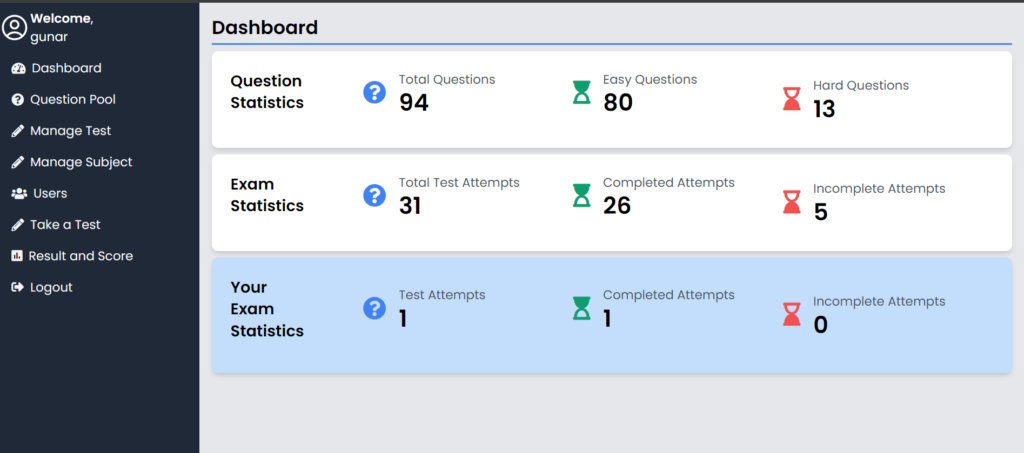 Welcome,
gunar
Dashboard
Question Pool
Manage Test
Manage Subject
Users
Take a Test
Result and Score
Logout
Dashboard
Question
Statistics
Total Questions
94
Easy Questions
80
Hard Questions
13
Exam
Statistics
Total Test Attempts
31
Completed Attempts
26
Incomplete Attempts
5
Your
Exam
Statistics
Test Attempts
1
Completed Attempts
1
Incomplete Attempts
0